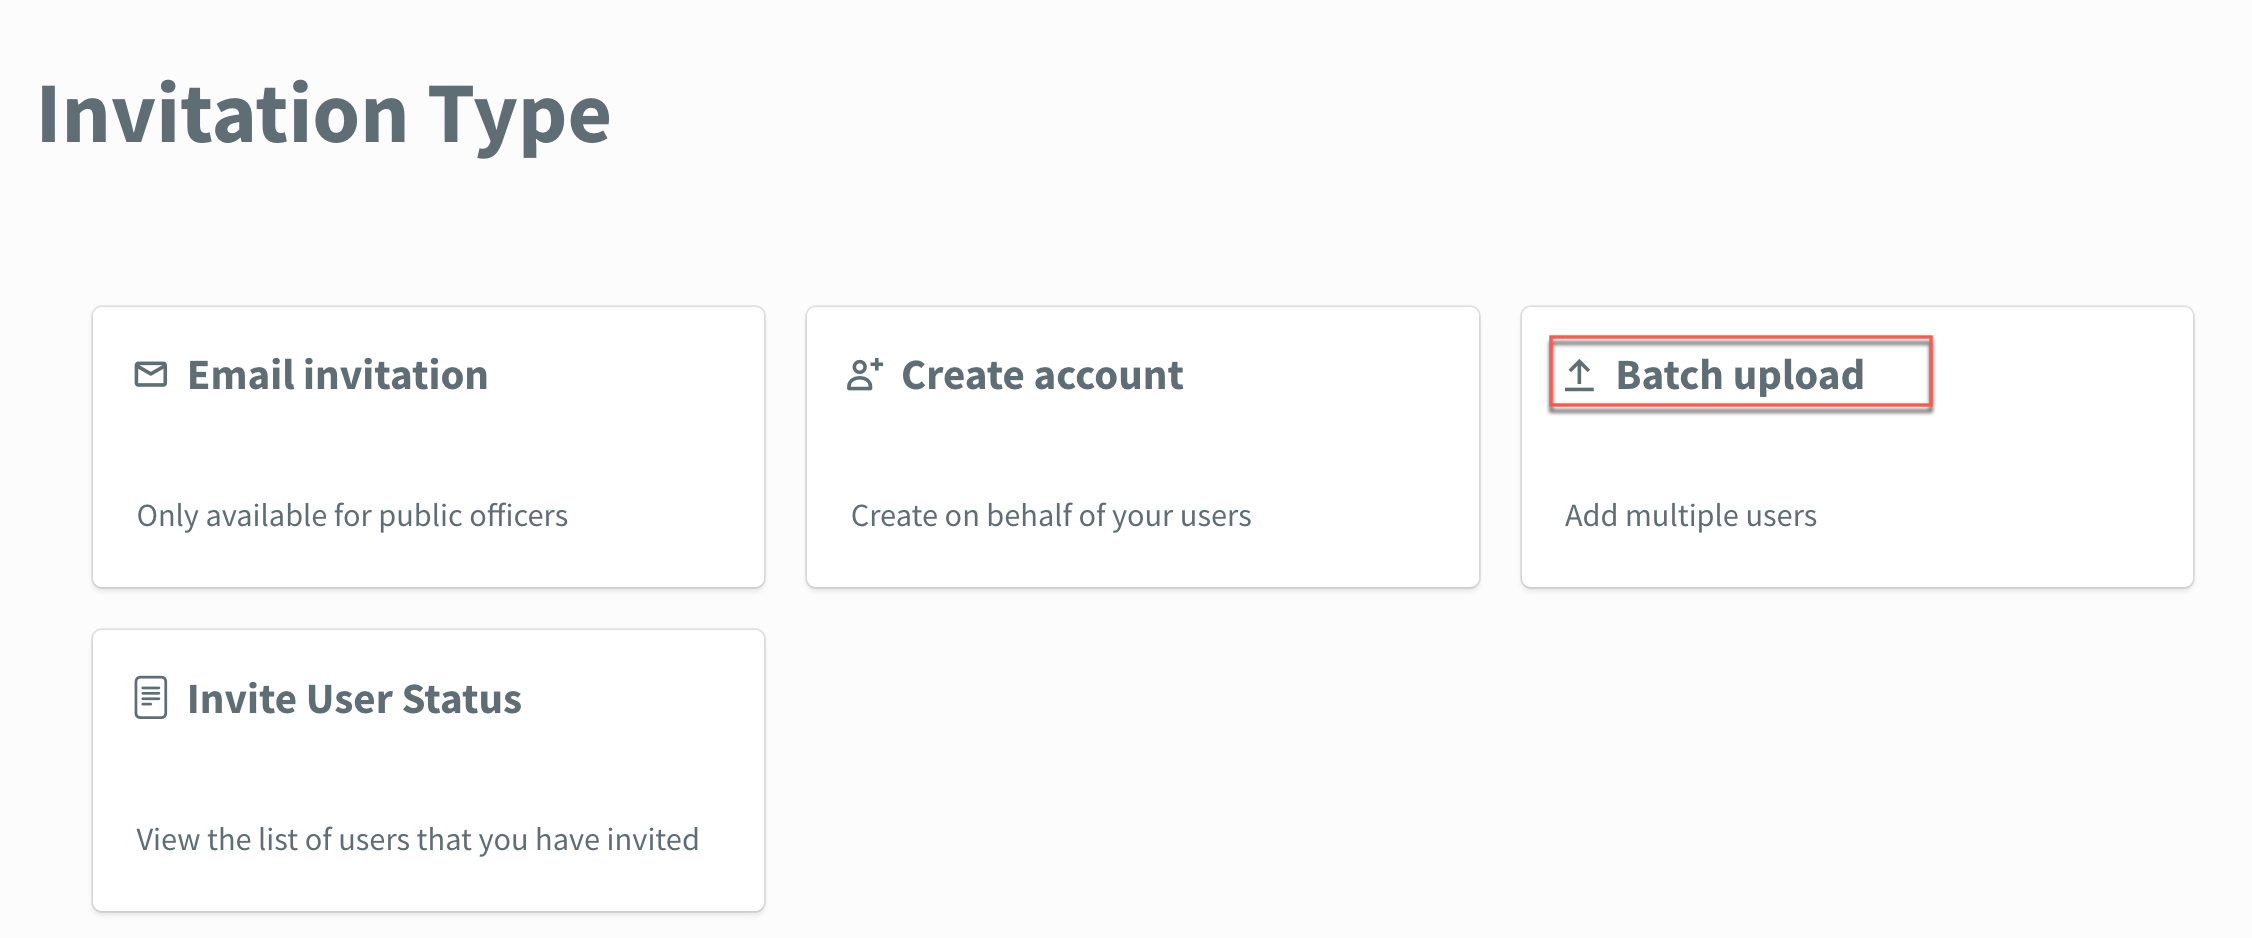 Invitation Type
Email invitation
Only available for public officers
Create account
Create on behalf of your users
Batch upload
Add multiple users
Invite User Status
View the list of users that you have invited